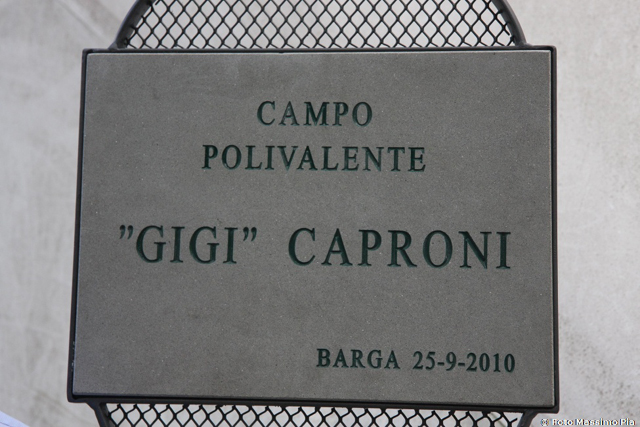 CAMPO
POLIVALENTE
"GIGI" CAPRONI
BARGA 25-9-2010
© Foto Massimo Pia